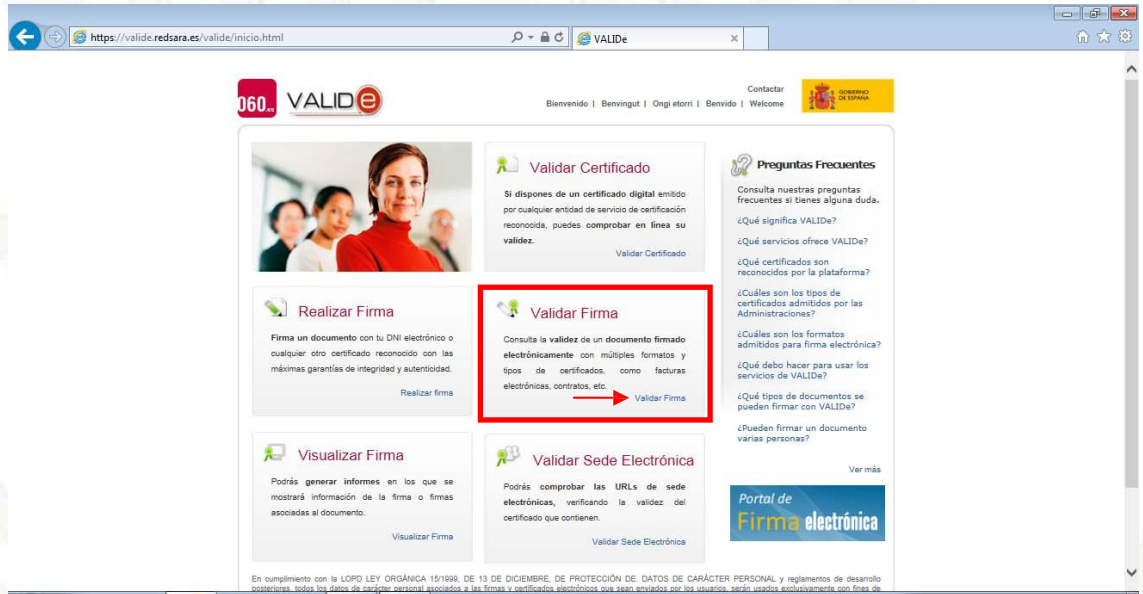 https://valide.redsara.es/valide/inicio.html
VALIDe
060.es
VALIDe
Contactar
Bienvenido | Benvingut | Ongi etorri | Benvido | Welcome
GOBIERNO
DE ESPAÑA
Validar Certificado
Si dispones de un certificado digital emitido
por cualquier entidad de servicio de certificación
reconocida, puedes comprobar en línea su
validez.
Validar Certificado
Realizar Firma
Firma un documento con tu DNI electrónico o
cualquier otro certificado reconocido con las
máximas garantías de integridad y autenticidad.
Realizar firma
Validar Firma
Consulta la validez de un documento firmado
electrónicamente con múltiples formatos y
tipos de certificados, como facturas
electrónicas, contratos, etc.
Validar Firma
Visualizar Firma
Podrás generar informes en los que se
mostrará información de la firma o firmas
asociadas al documento.
Visualizar Firma
Validar Sede Electrónica
Podrás comprobar las URLs de sede
electrónicas, verificando la validez del
certificado que contienen.
Validar Sede Electrónica
Preguntas Frecuentes
Consulta nuestras preguntas
frecuentes si tienes alguna duda.
¿Qué significa VALIDe?
¿Qué servicios ofrece VALIDe?
¿Qué certificados son
reconocidos por la plataforma?
¿Cuáles son los tipos de
certificados admitidos por las
Administraciones?
¿Cuáles son los formatos
admitidos para firma electrónica?
¿Qué debo hacer para usar los
servicios de VALIDe?
¿Qué tipos de documentos se
pueden firmar con VALIDe?
¿Pueden firmar un documento
varias personas?
Ver más
Portal de
Firma electrónica
En cumplimiento con la LOPD LEY ORGÁNICA 15/1999, DE 13 DE DICIEMBRE, DE PROTECCIÓN DE DATOS DE CARÁCTER PERSONAL y reglamentos de desarrollo
posteriores, todos los datos de carácter personal asociados a las firmas y certificados electrónicos que sean enviados por los usuarios, serán usados exclusivamente con fines de